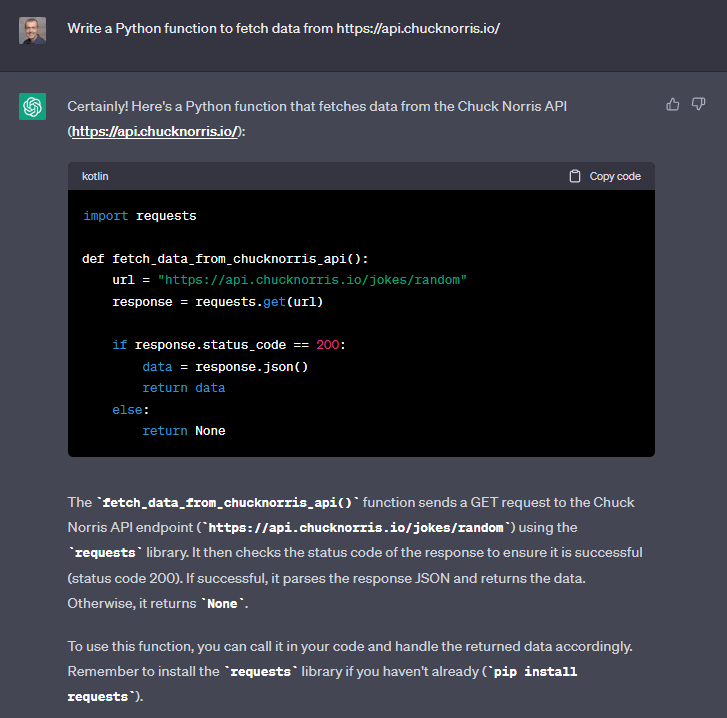 Write a Python function to fetch data from https://api.chucknorris.io/
Certainly! Here's a Python function that fetches data from the Chuck Norris API
(https://api.chucknorris.io/):
kotlin Copy code
import requests
def fetch_data_from_chucknorris_api():
    url = "https://api.chucknorris.io/jokes/random"
    response = requests.get(url)
    if response.status_code == 200:
        data = response.json()
        return data
    else:
        return None
The `fetch_data_from_chucknorris_api()` function sends a GET request to the Chuck
Norris API endpoint (`https://api.chucknorris.io/jokes/random`) using the
`requests` library. It then checks the status code of the response to ensure it is successful
(status code 200). If successful, it parses the response JSON and returns the data.
Otherwise, it returns `None`.
To use this function, you can call it in your code and handle the returned data accordingly.
Remember to install the `requests` library if you haven't already (`pip install
requests`).